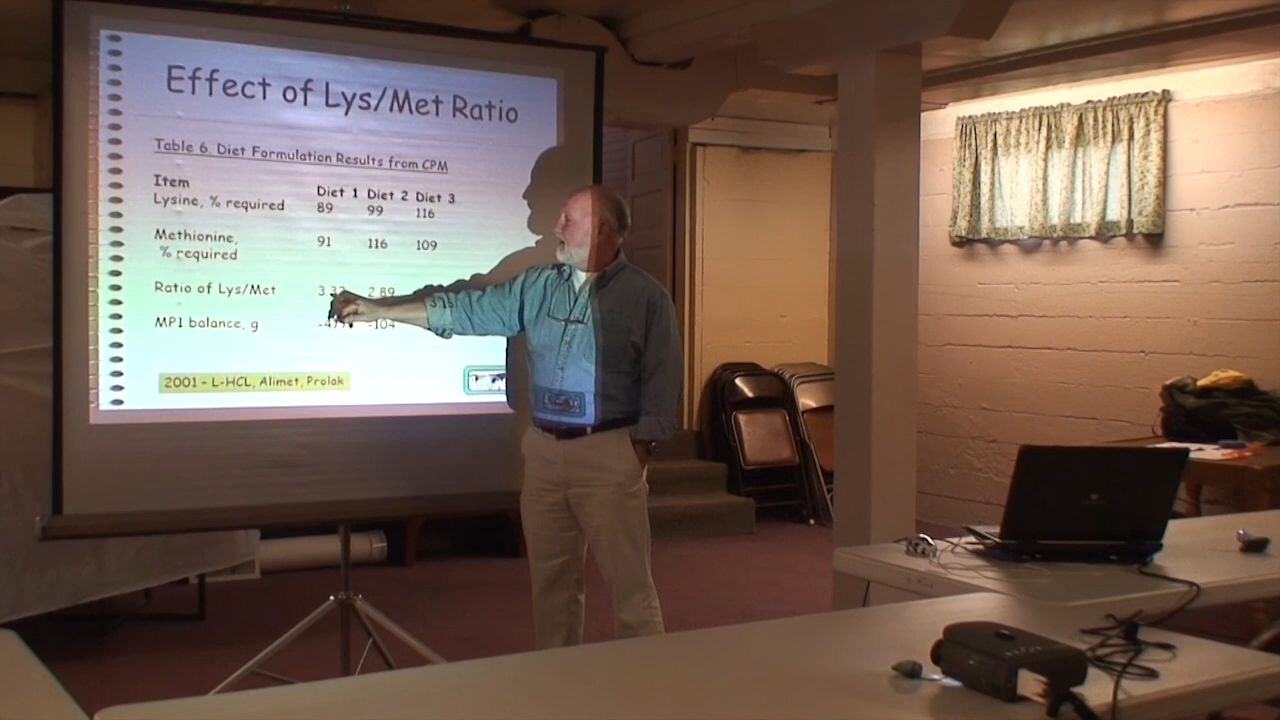 Effect of Lys/Met Ratio
Table 6. Diet Formulation Results from CPM
Item Diet 1 Diet 2 Diet 3
Lysine, % required 89 99 116
Methionine, 91 116 109
% required
Ratio of Lys/Met 2.89
MP1 balance, g -104
2001 - L-HCL, Alimet, Prolak